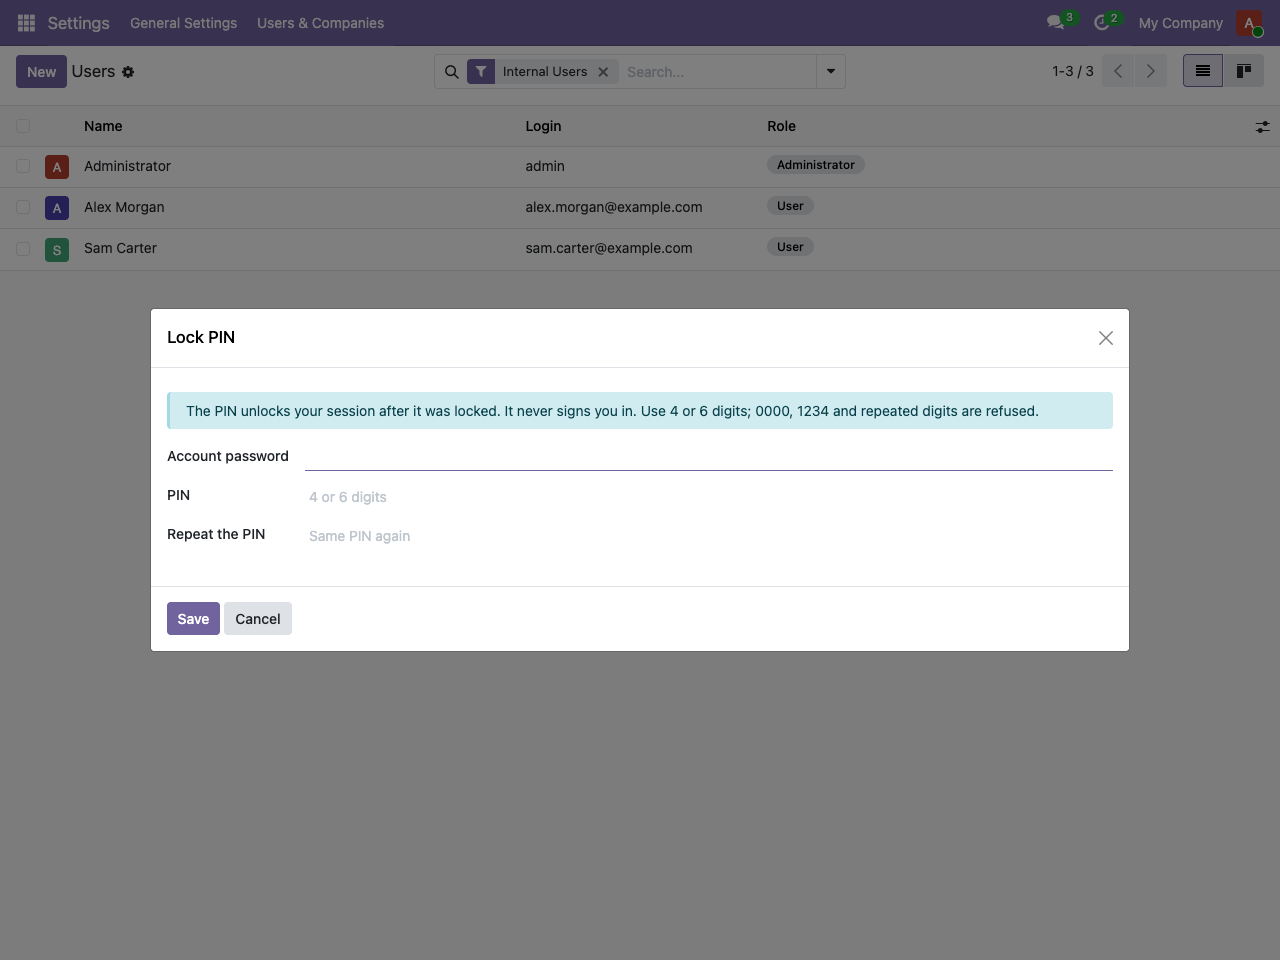 Settings General Settings Users & Companies 3 2 My Company A
New Users Internal Users Search... 1-3 / 3
Name Login Role
A Administrator admin Administrator
A Alex Morgan alex.morgan@example.com User
S Sam Carter sam.carter@example.com User
Lock PIN
The PIN unlocks your session after it was locked. It never signs you in. Use 4 or 6 digits; 0000, 1234 and repeated digits are refused.
Account password
PIN 4 or 6 digits
Repeat the PIN Same PIN again
Save Cancel